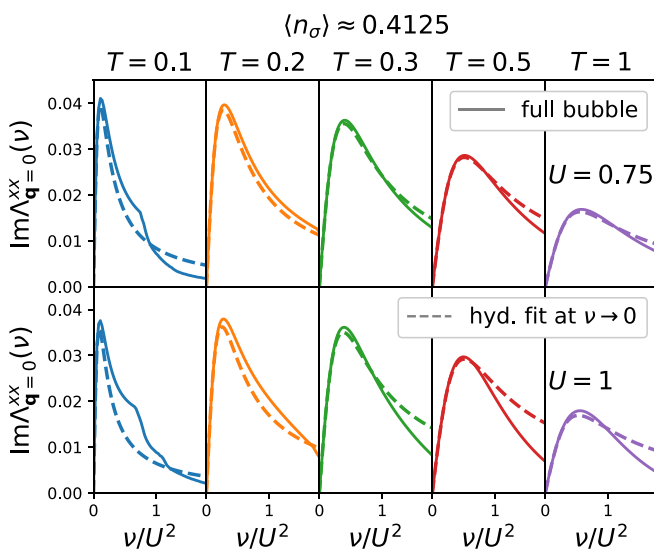 ⟨nσ⟩ ≈ 0.4125
T = 0.1 T = 0.2 T = 0.3 T = 0.5 T = 1
ImΛ^{xx}_{q=0}(ν)
0.04
0.03
0.02
0.01
0.00
full bubble
U = 0.75
ImΛ^{xx}_{q=0}(ν)
0.04
0.03
0.02
0.01
0.00
hyd. fit at ν → 0
U = 1
0 1 0 1 0 1 0 1 0 1
ν/U² ν/U² ν/U² ν/U² ν/U²